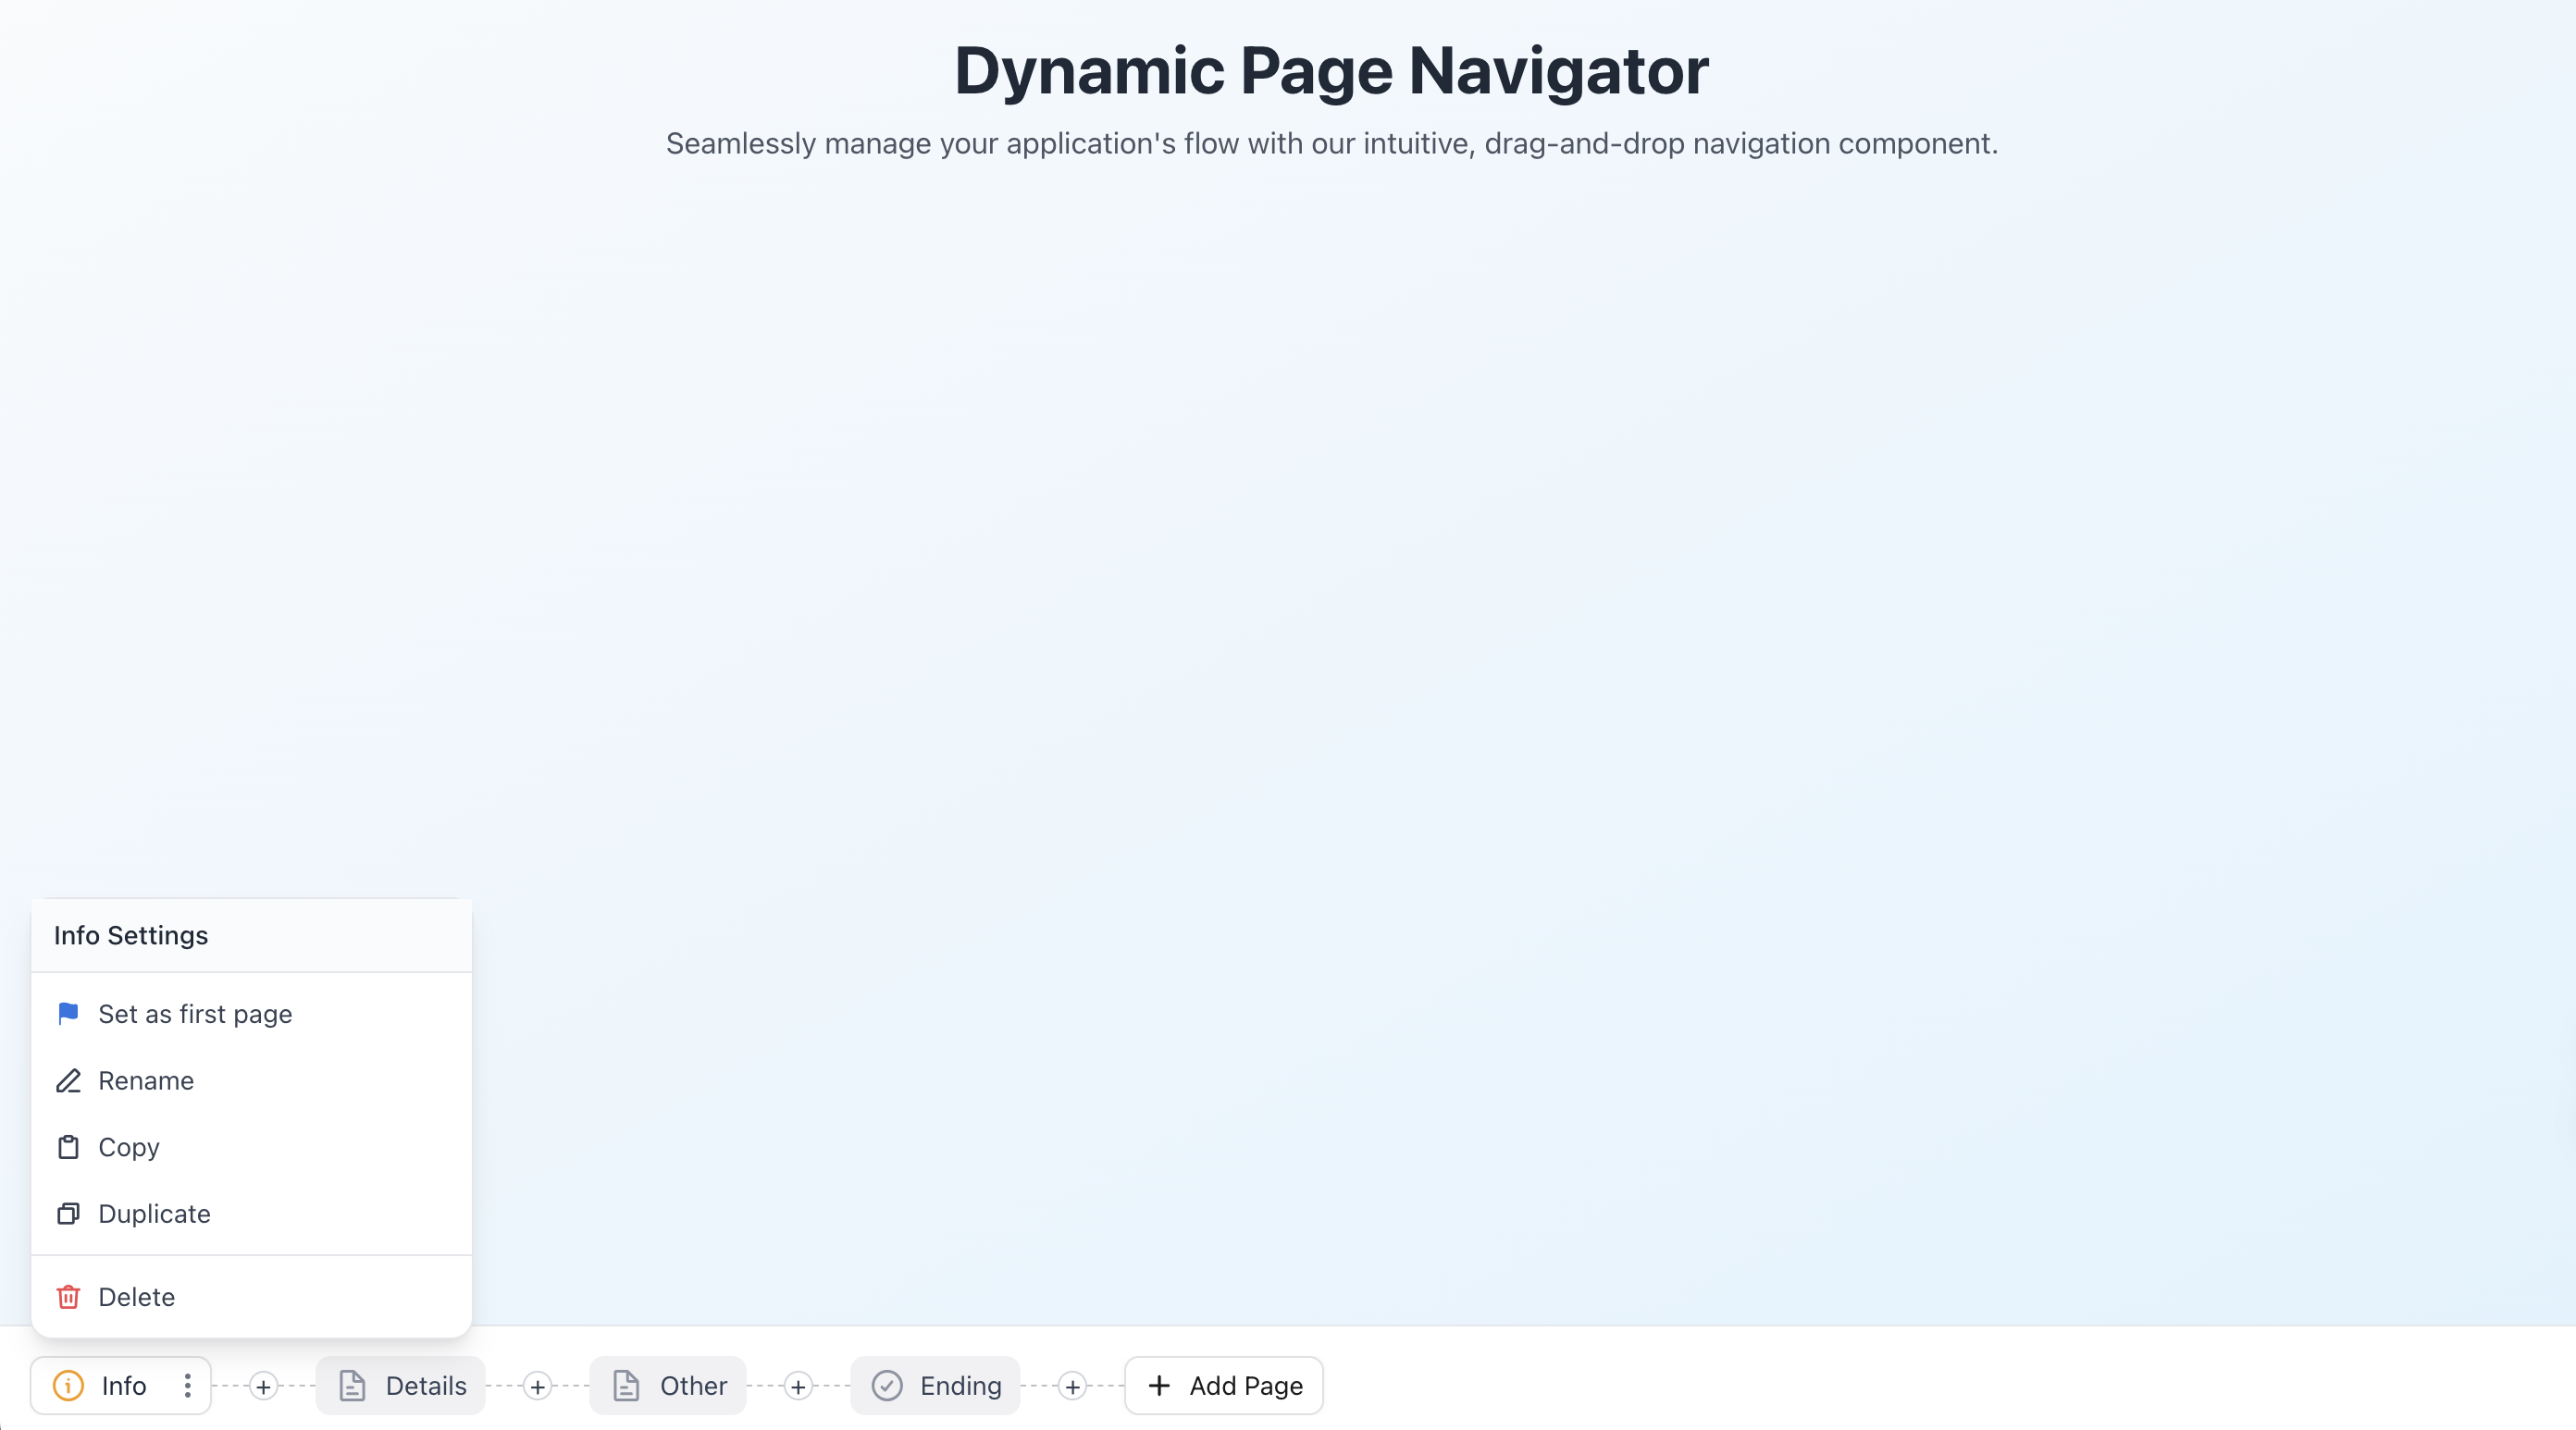 Dynamic Page Navigator
Seamlessly manage your application's flow with our intuitive, drag-and-drop navigation component.
Info Settings
Set as first page
Rename
Copy
Duplicate
Delete
Info Details Other Ending Add Page